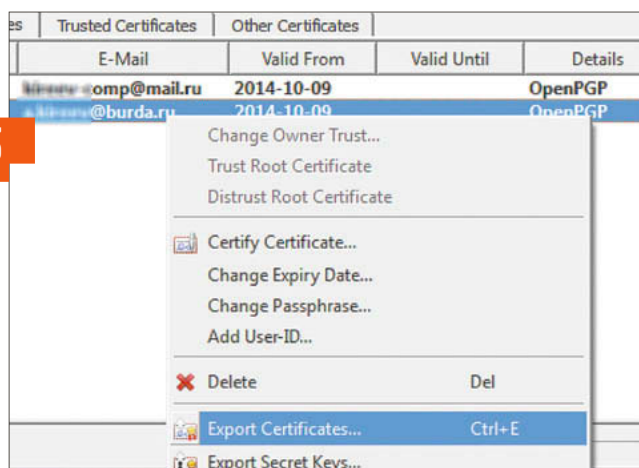 es Trusted Certificates Other Certificates
E-Mail Valid From Valid Until Details
comp@mail.ru 2014-10-09 OpenPGP
@burda.ru 2014-10-09 OpenPGP
5
Change Owner Trust...
Trust Root Certificate
Distrust Root Certificate
Certify Certificate...
Change Expiry Date...
Change Passphrase...
Add User-ID...
Delete Del
Export Certificates... Ctrl+E
Export Secret Keys...